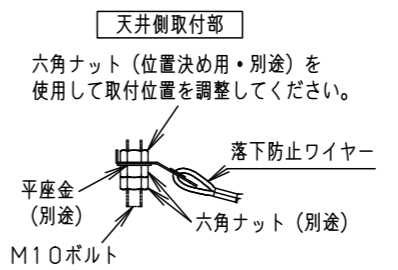 天井側取付部
六角ナット（位置決め用・別途）を
使用して取付位置を調整してください。
落下防止ワイヤー
平座金
（別途）
六角ナット（別途）
M10ボルト